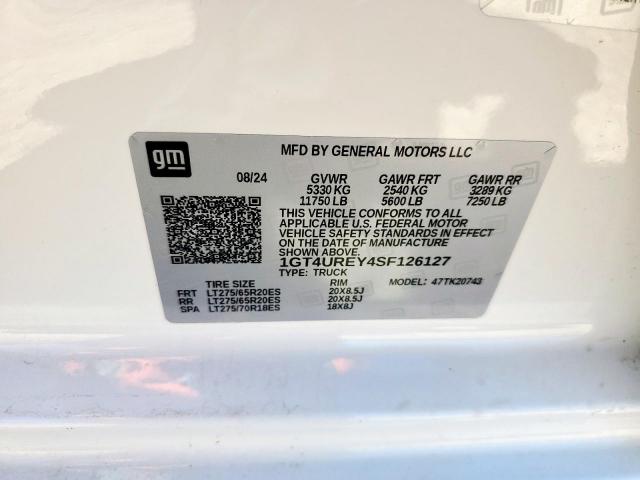 gm
MFD BY GENERAL MOTORS LLC
08/24 GVWR GAWR FRT GAWR RR
5330 KG 2540 KG 3289 KG
11750 LB 5600 LB 7250 LB
THIS VEHICLE CONFORMS TO ALL
APPLICABLE U.S. FEDERAL MOTOR
VEHICLE SAFETY STANDARDS IN EFFECT
ON THE DATE OF MANUFACTURE
SHOWN ABOVE.
1GT4UREY4SF126127
TYPE: TRUCK
MODEL: 47TK20743
TIRE SIZE RIM
FRT LT275/65R20ES 20X8.5J
RR LT275/65R20ES 20X8.5J
SPA LT275/70R18ES 18X8J